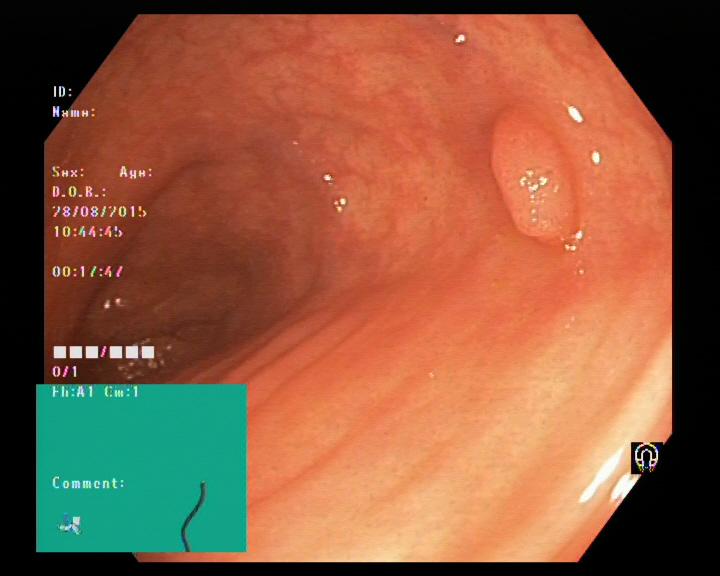 ID:
Name:
Sex: Age:
D.O.B.:
28/08/2015
10:44:45
00:17:47
0/1
Eh:A1 Cm:1
Comment: